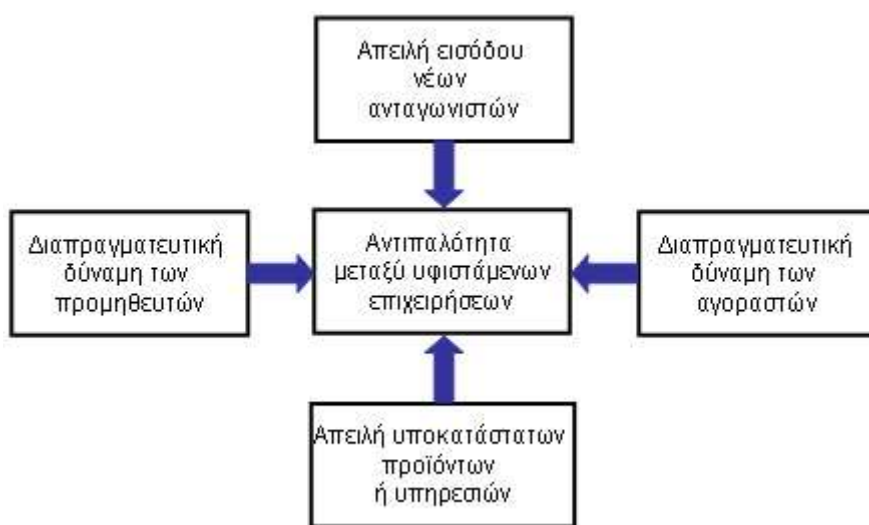 Απειλή εισόδου
νέων
ανταγωνιστών
Διαπραγματευτική
δύναμη των
προμηθευτών
Αντιπαλότητα
μεταξύ υφιστάμενων
επιχειρήσεων
Διαπραγματευτική
δύναμη των
αγοραστών
Απειλή υποκατάστατων
προϊόντων
ή υπηρεσιών